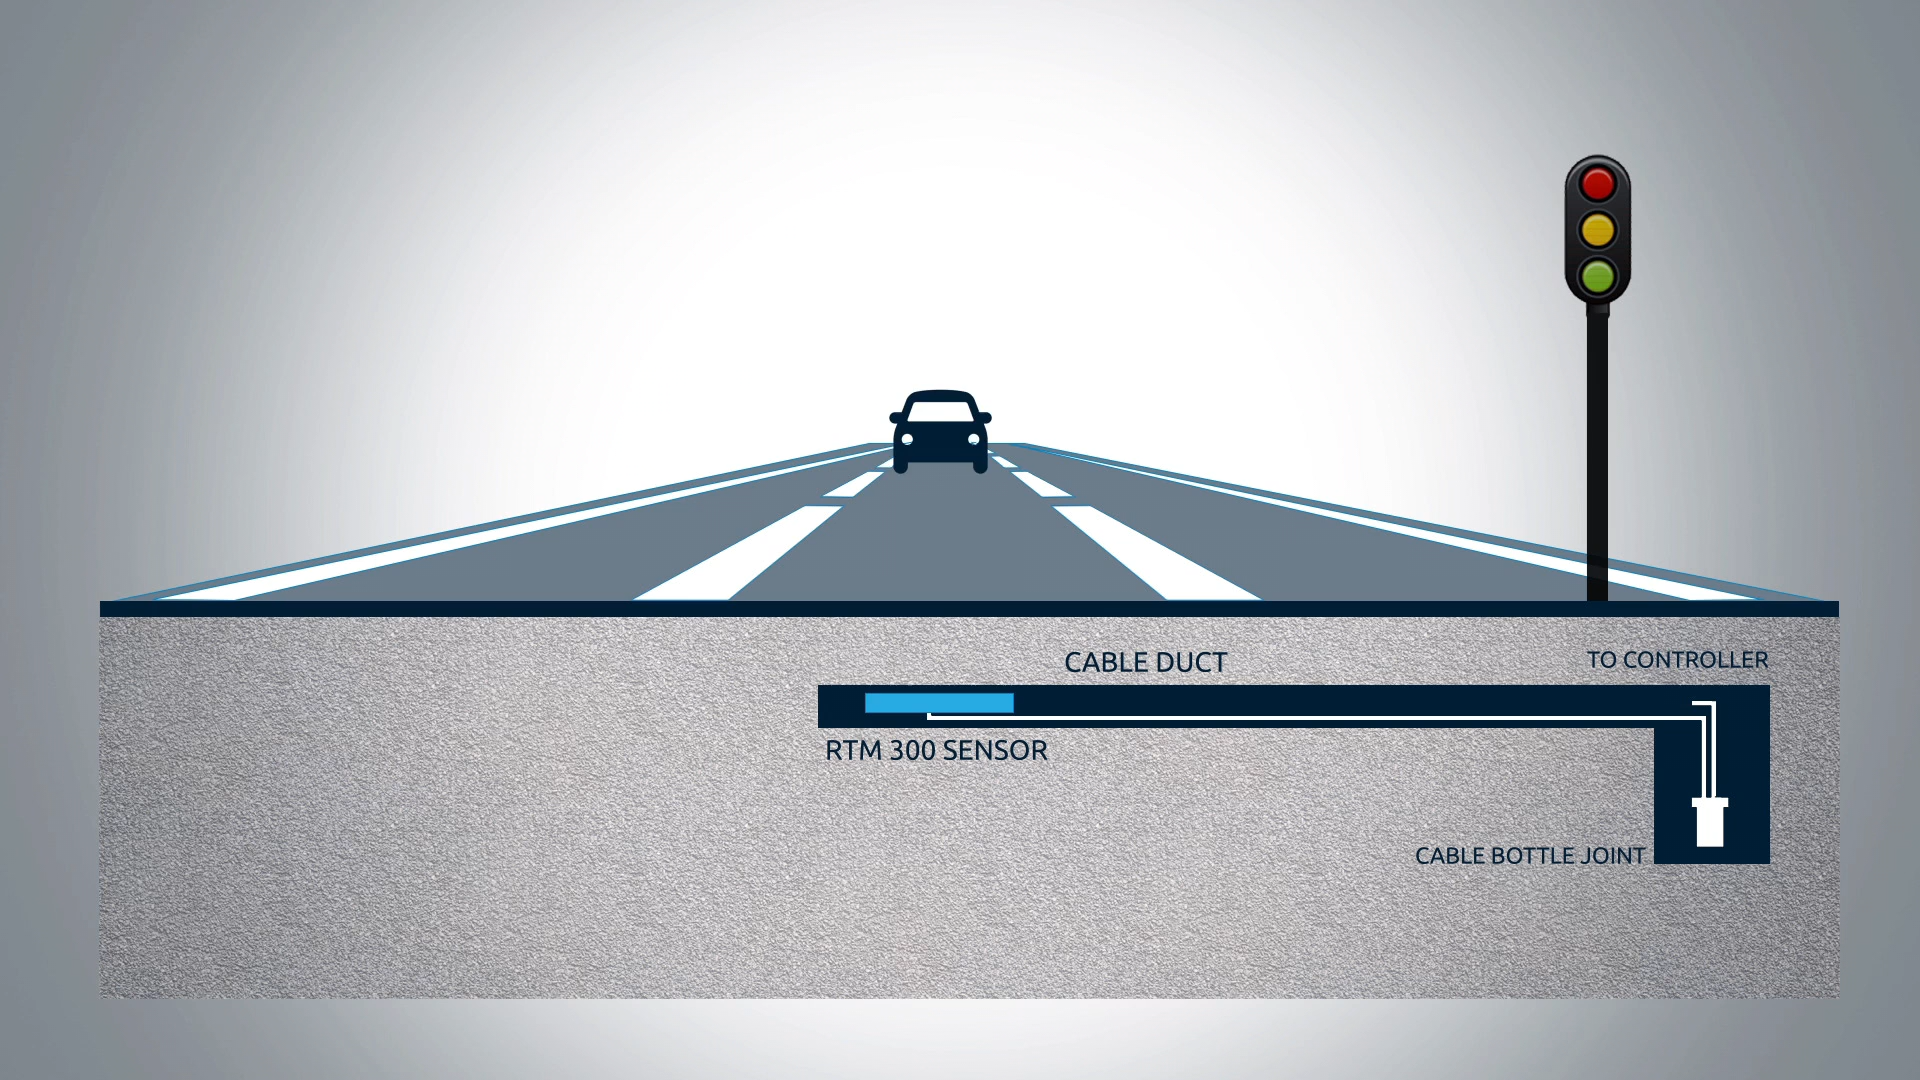 CABLE DUCT
TO CONTROLLER
RTM 300 SENSOR
CABLE BOTTLE JOINT